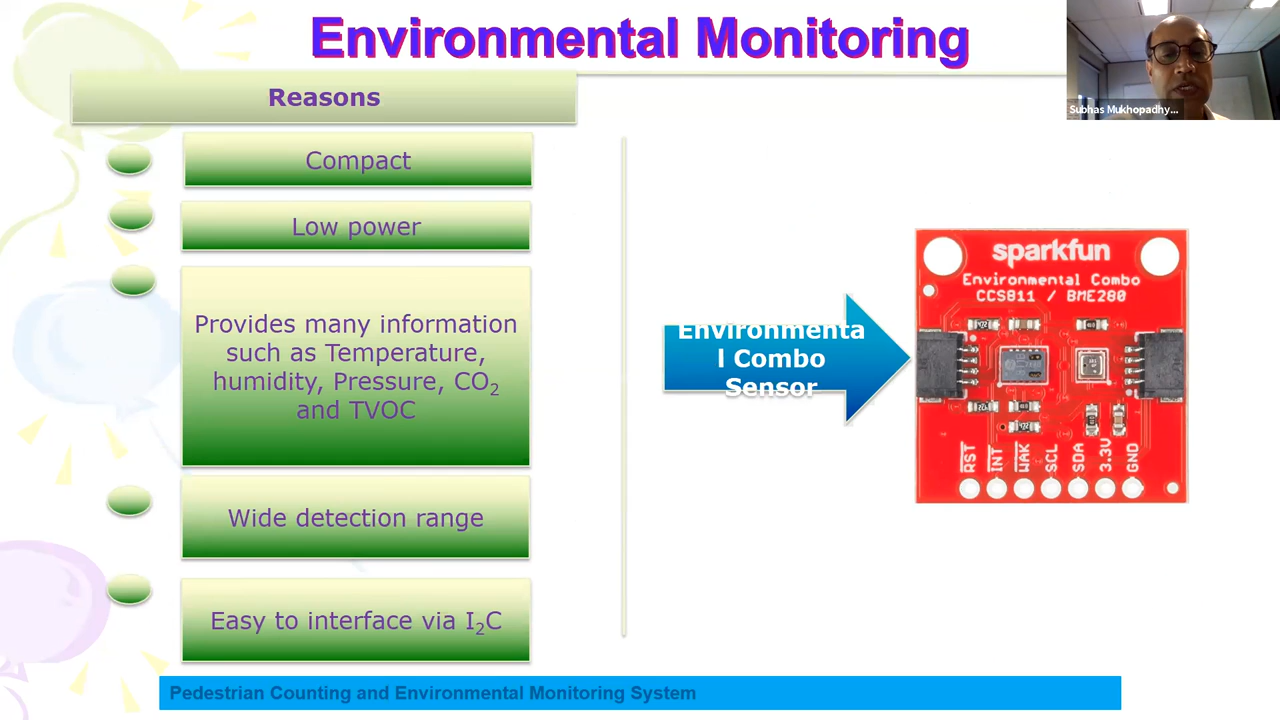 Environmental Monitoring
Subhas Mukhopadhy...
Reasons
Compact
Low power
Provides many information
such as Temperature,
humidity, Pressure, CO₂
and TVOC
Wide detection range
Easy to interface via I₂C
Environmenta
l Combo
Sensor
sparkfun
Environmental Combo
CCS811 / BME280
RST INT WAK SCL SDA 3.3V GND
Pedestrian Counting and Environmental Monitoring System